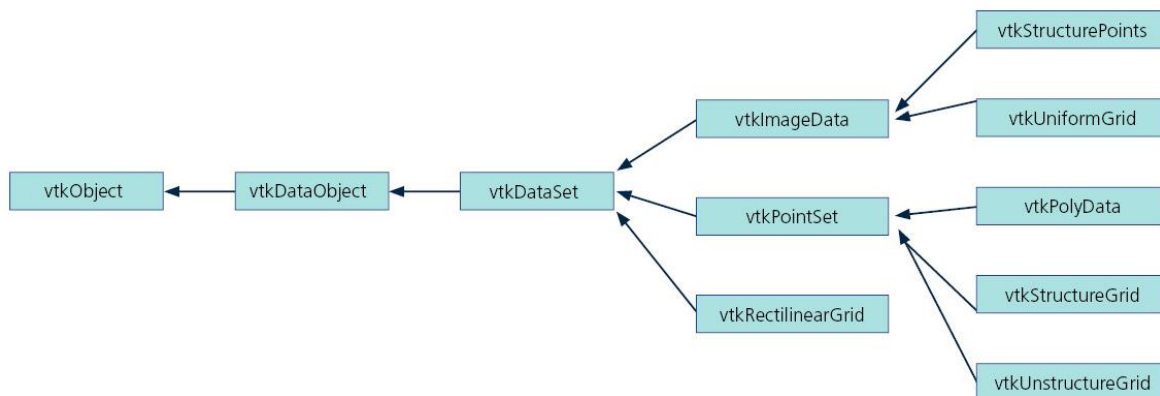 vtkStructurePoints
vtkImageData
vtkUniformGrid
vtkObject
vtkDataObject
vtkDataSet
vtkPointSet
vtkPolyData
vtkRectilinearGrid
vtkStructureGrid
vtkUnstructureGrid